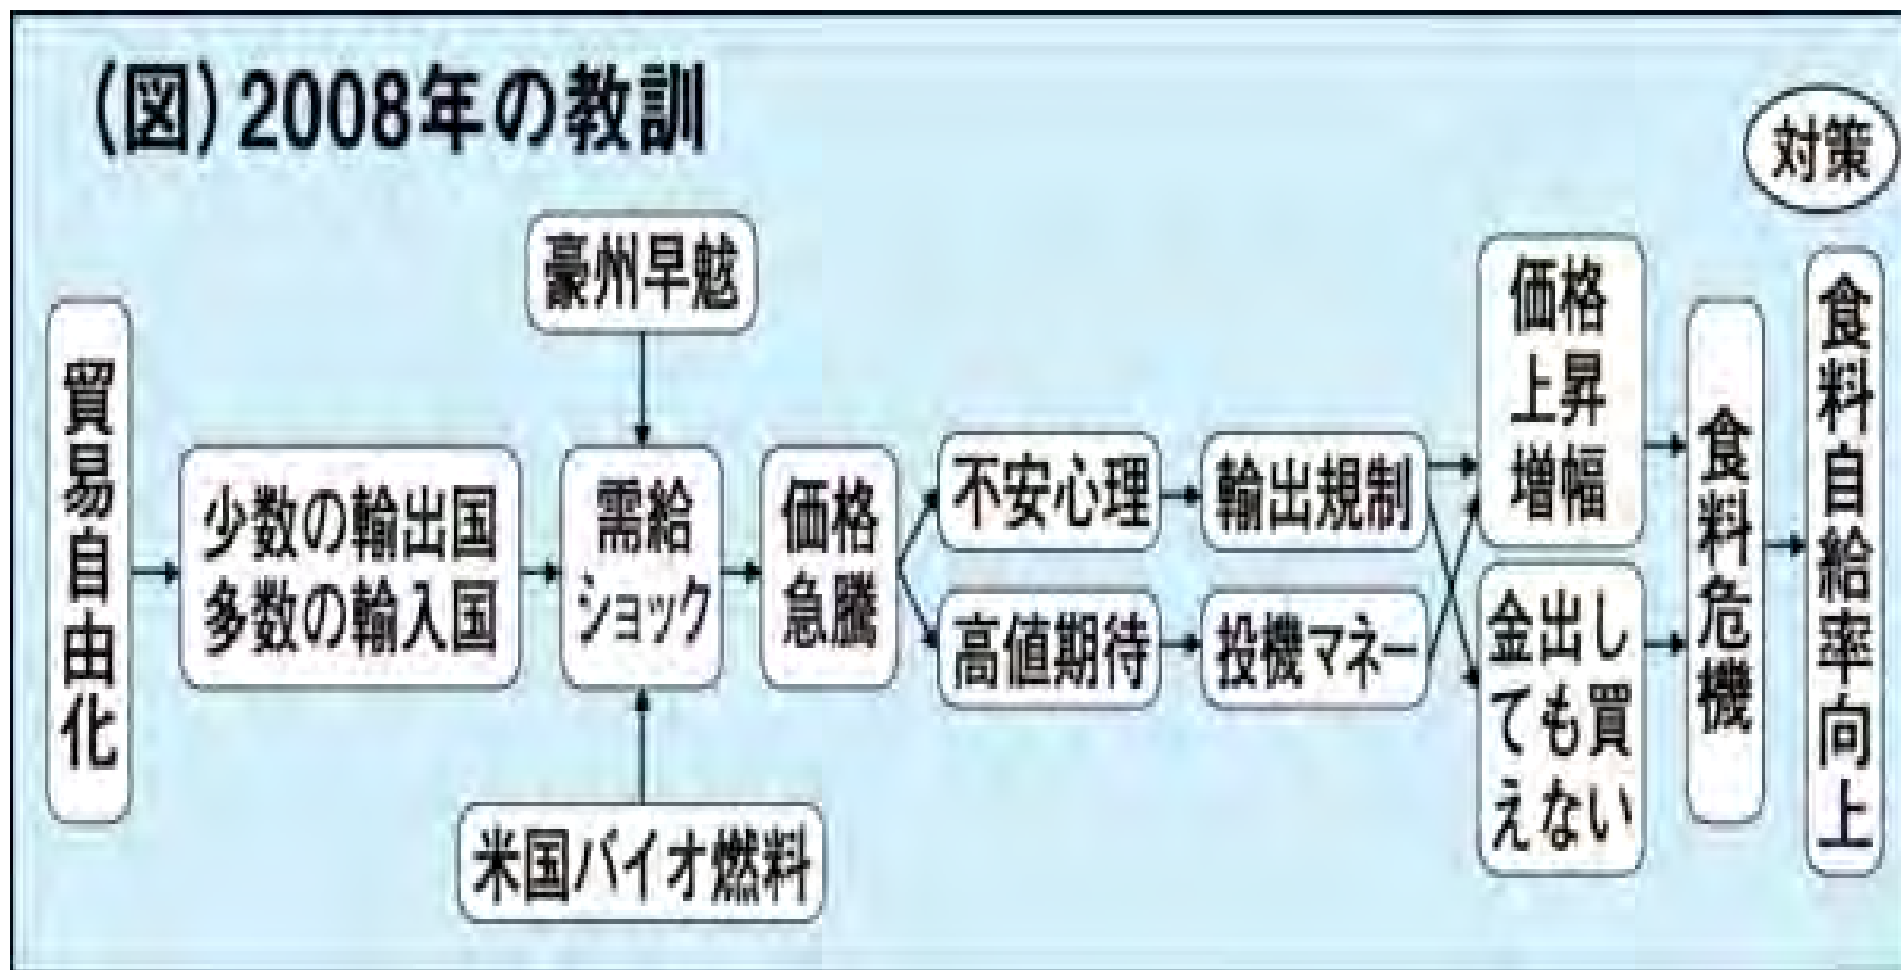 (図)2008年の教訓
対策
豪州旱魃
貿易自由化
少数の輸出国
多数の輸入国
需給
ショック
価格
急騰
不安心理
輸出規制
高値期待
投機マネー
価格
上昇
増幅
金出し
ても買
えない
食料危機
食料自給率向上
米国バイオ燃料